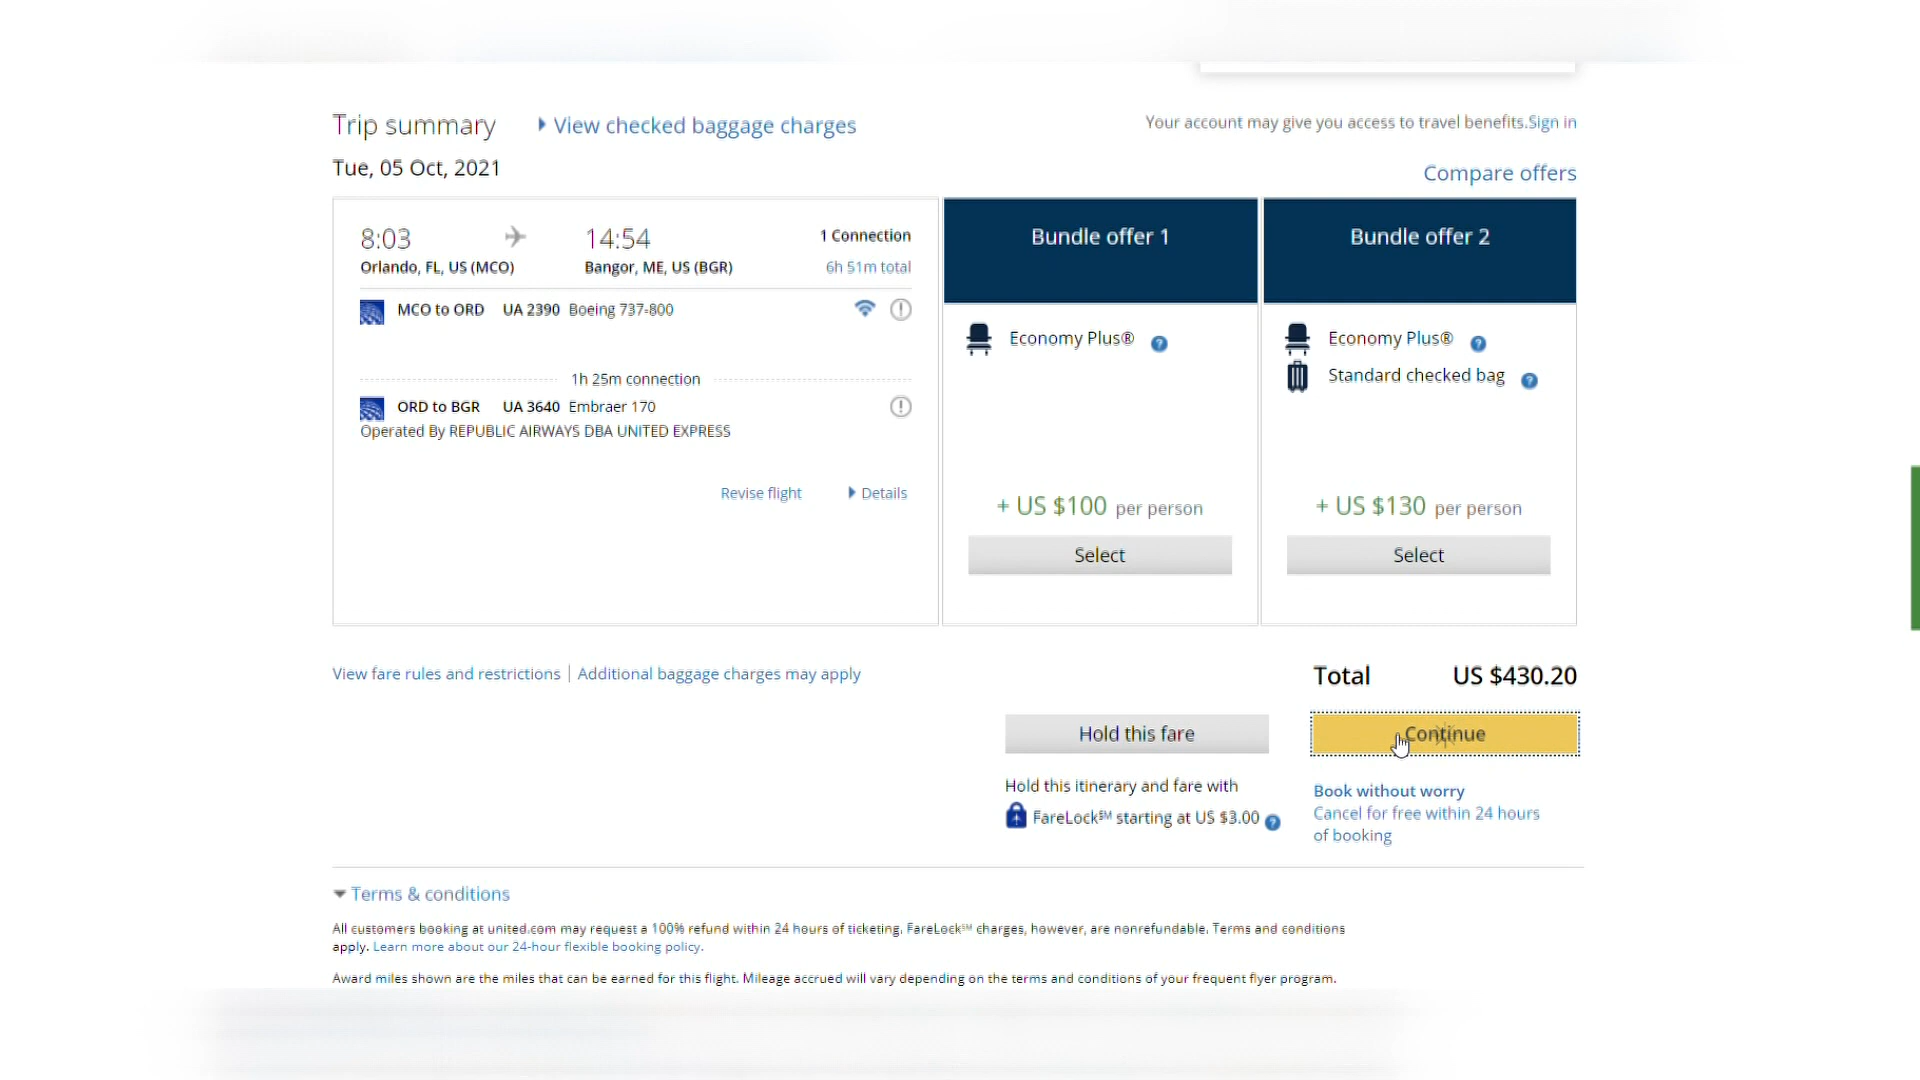 Trip summary
View checked baggage charges
Your account may give you access to travel benefits.Sign in
Tue, 05 Oct, 2021
Compare offers
8:03
14:54
1 Connection
Orlando, FL, US (MCO)
Bangor, ME, US (BGR)
6h 51m total
MCO to ORD UA 2390 Boeing 737-800
1h 25m connection
ORD to BGR UA 3640 Embraer 170
Operated By REPUBLIC AIRWAYS DBA UNITED EXPRESS
Revise flight
Details
Bundle offer 1
Economy Plus®
+ US $100 per person
Select
Bundle offer 2
Economy Plus®
Standard checked bag
+ US $130 per person
Select
View fare rules and restrictions | Additional baggage charges may apply
Total US $430.20
Hold this fare
Continue
Hold this itinerary and fare with
FareLock℠ starting at US $3.00
Book without worry
Cancel for free within 24 hours
of booking
Terms & conditions
All customers booking at united.com may request a 100% refund within 24 hours of ticketing. FareLock℠ charges, however, are nonrefundable. Terms and conditions
apply. Learn more about our 24-hour flexible booking policy.
Award miles shown are the miles that can be earned for this flight. Mileage accrued will vary depending on the terms and conditions of your frequent flyer program.